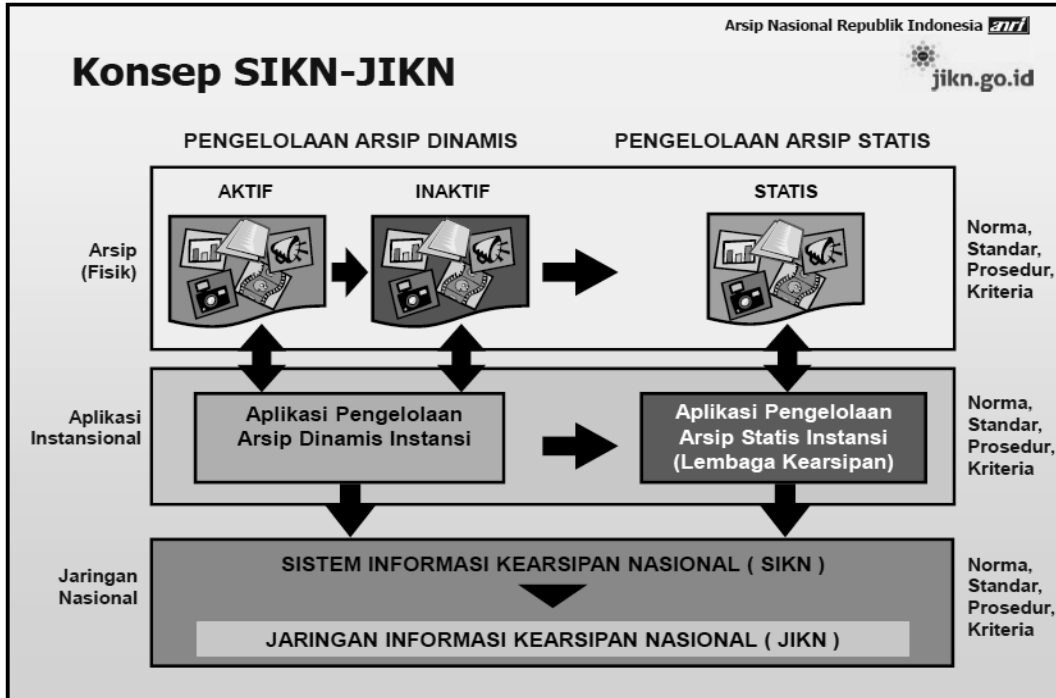 Arsip Nasional Republik Indonesia anri
Konsep SIKN-JIKN
jikn.go.id
PENGELOLAAN ARSIP DINAMIS
PENGELOLAAN ARSIP STATIS
AKTIF
INAKTIF
STATIS
Arsip
(Fisik)
Norma,
Standar,
Prosedur,
Kriteria
Aplikasi
Instansional
Aplikasi Pengelolaan
Arsip Dinamis Instansi
Aplikasi Pengelolaan
Arsip Statis Instansi
(Lembaga Kearsipan)
Norma,
Standar,
Prosedur,
Kriteria
Jaringan
Nasional
SISTEM INFORMASI KEARSIPAN NASIONAL ( SIKN )
JARINGAN INFORMASI KEARSIPAN NASIONAL ( JIKN )
Norma,
Standar,
Prosedur,
Kriteria